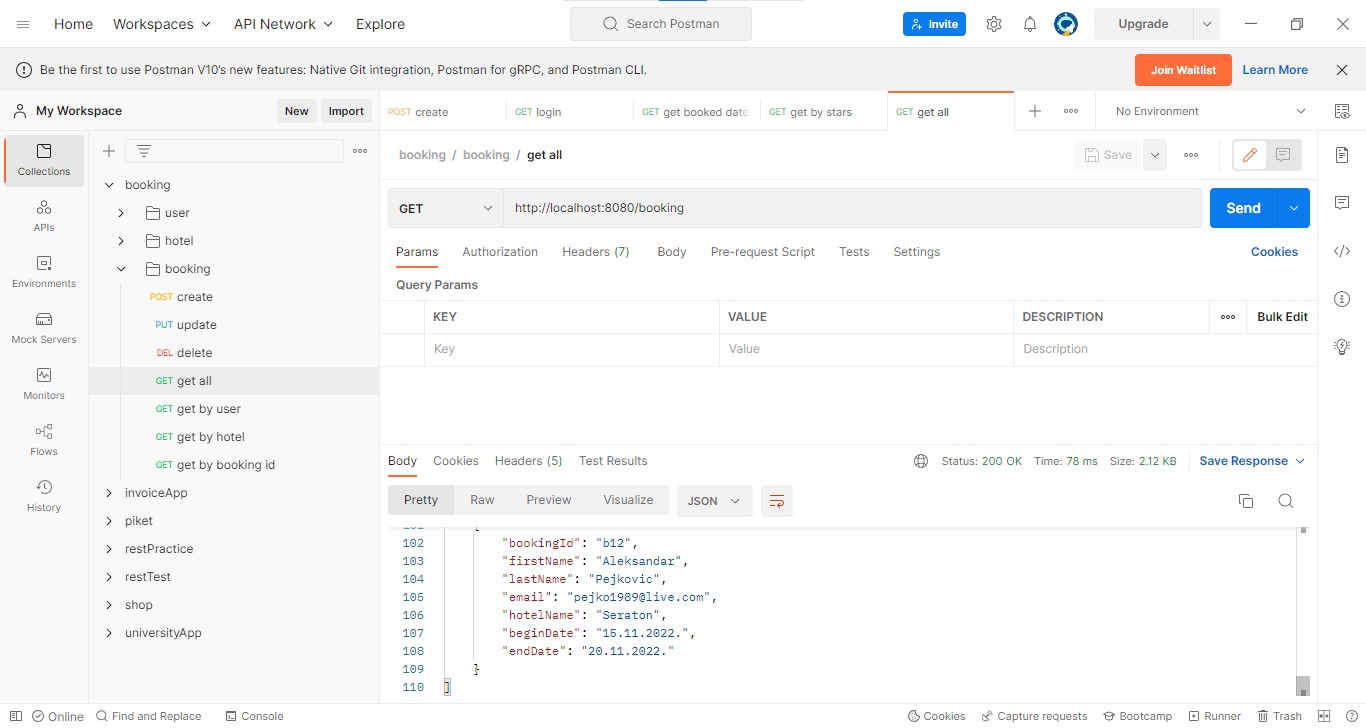 Home Workspaces API Network Explore Search Postman Invite Upgrade
Be the first to use Postman V10's new features: Native Git integration, Postman for gRPC, and Postman CLI. Join Waitlist Learn More
My Workspace New Import POST create GET login GET get booked date GET get by stars GET get all No Environment
Collections
APIs
Environments
Mock Servers
Monitors
Flows
History
booking
user
hotel
booking
POST create
PUT update
DEL delete
GET get all
GET get by user
GET get by hotel
GET get by booking id
invoiceApp
piket
restPractice
restTest
shop
universityApp
booking / booking / get all Save
GET http://localhost:8080/booking Send
Params Authorization Headers (7) Body Pre-request Script Tests Settings Cookies
Query Params
KEY VALUE DESCRIPTION Bulk Edit
Key Value Description
Body Cookies Headers (5) Test Results Status: 200 OK Time: 78 ms Size: 2.12 KB Save Response
Pretty Raw Preview Visualize JSON
102 "bookingId": "b12",
103 "firstName": "Aleksandar",
104 "lastName": "Pejkovic",
105 "email": "pejko1989@live.com",
106 "hotelName": "Seraton",
107 "beginDate": "15.11.2022.",
108 "endDate": "20.11.2022."
109 }
110 ]
Online Find and Replace Console Cookies Capture requests Bootcamp Runner Trash